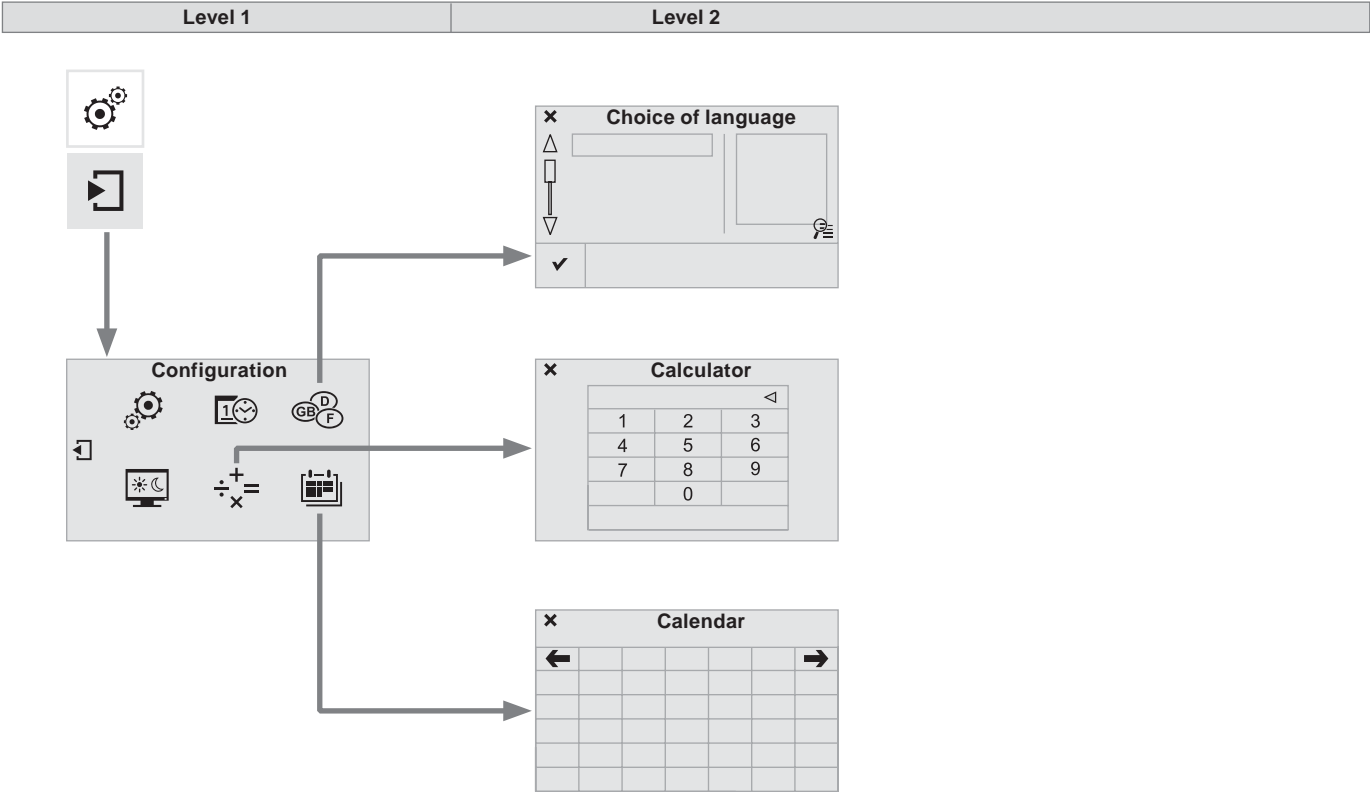 Level 1 Level 2
Choice of language
Configuration
GB D F
1
Calculator
1 2 3
4 5 6
7 8 9
0
Calendar